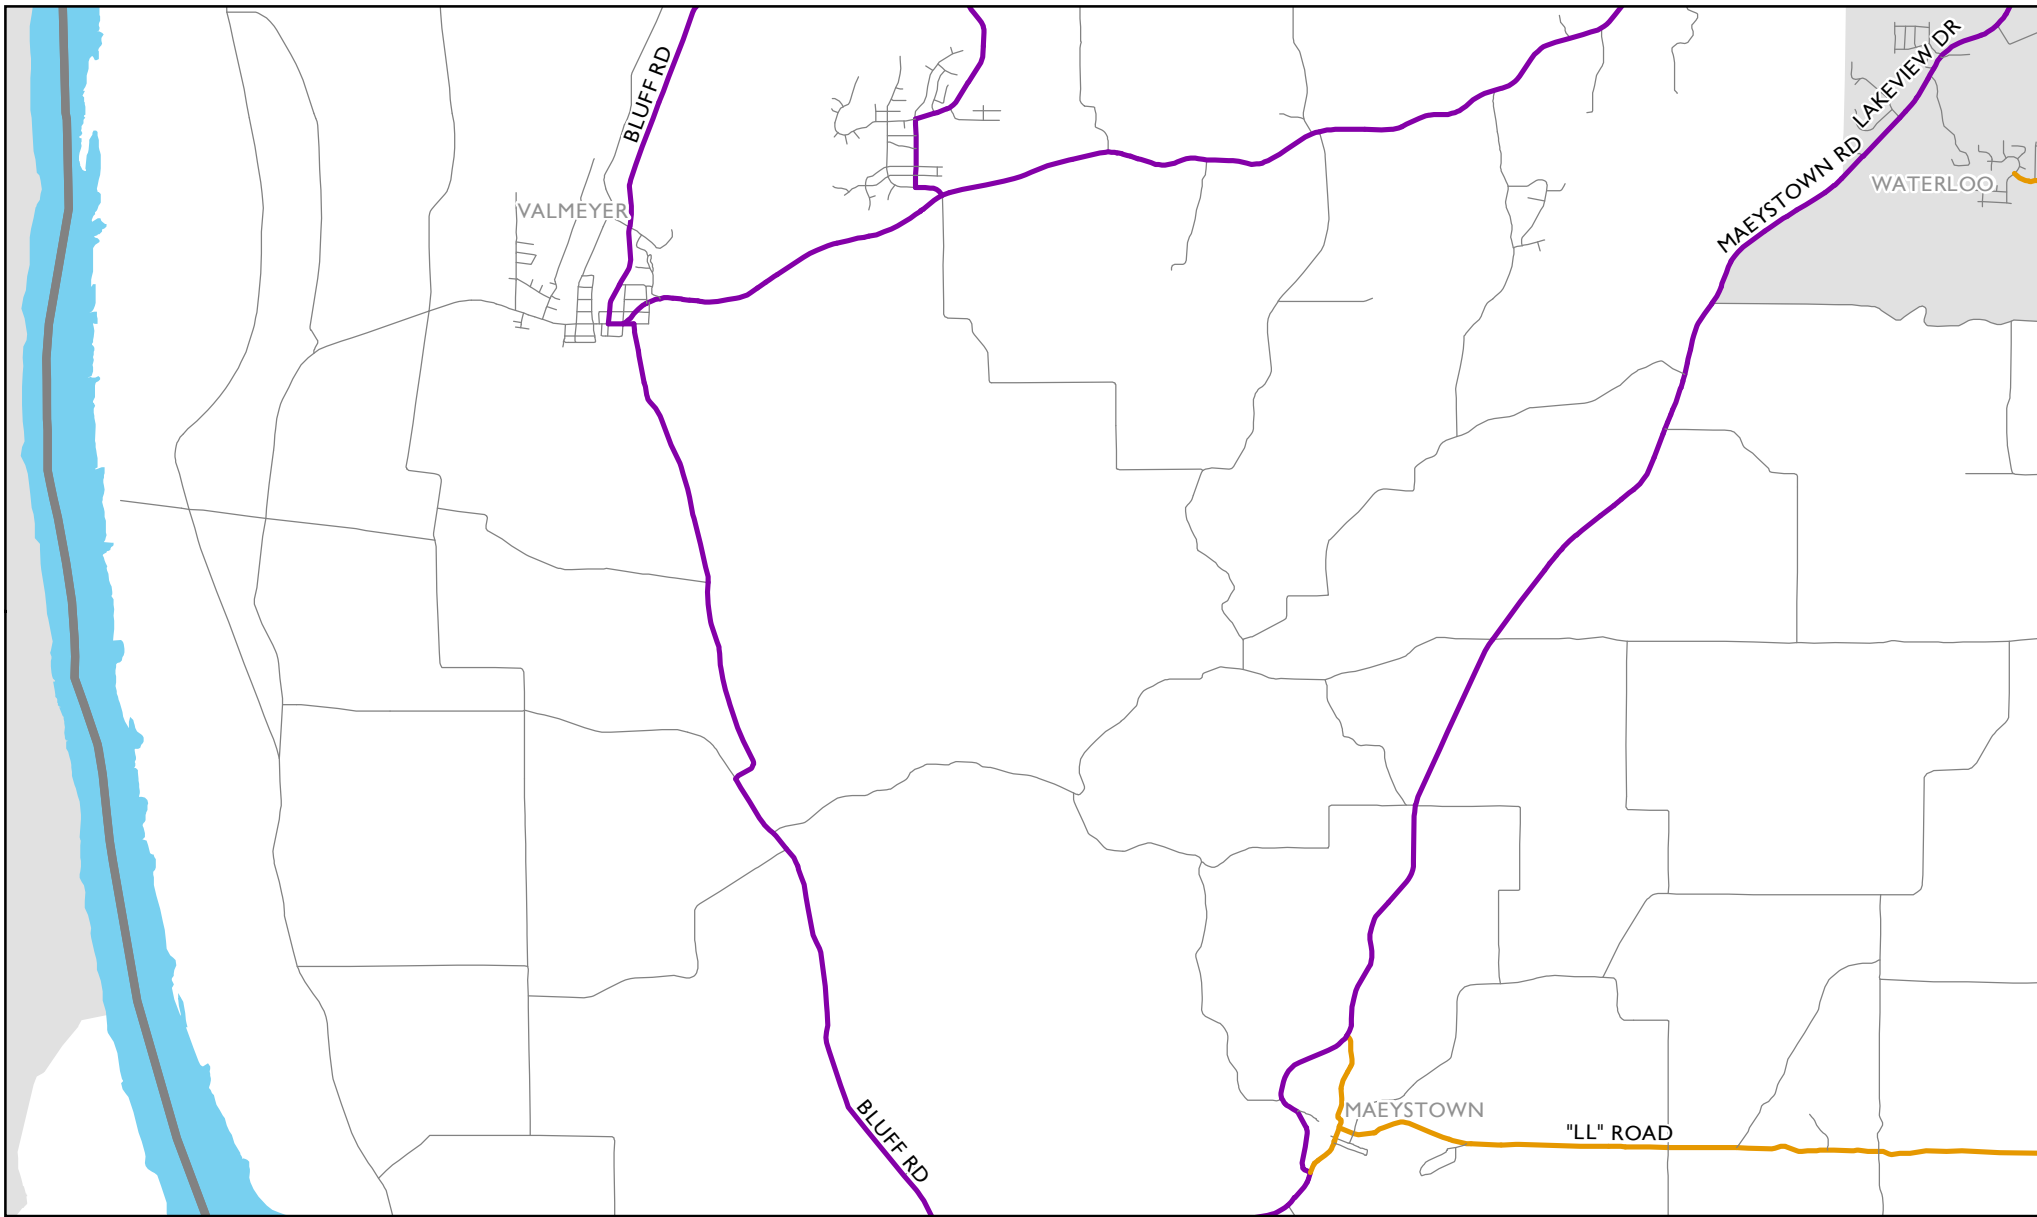 BLUFF RD
LAKEVIEW DR
MAEYSTOWN RD
WATERLOO
VALMEYER
MAEYSTOWN
"LL" ROAD
BLUFF RD